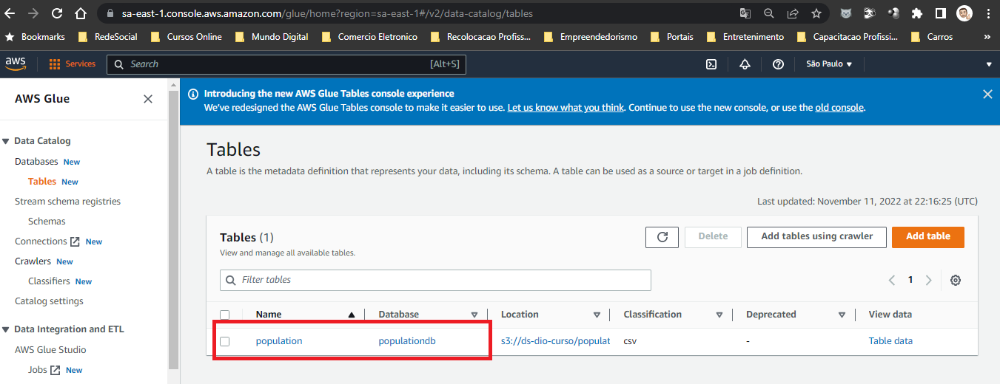 sa-east-1.console.aws.amazon.com/glue/home?region=sa-east-1#/v2/data-catalog/tables
Bookmarks RedeSocial Cursos Online Mundo Digital Comercio Eletronico Recolocacao Profiss... Empreendedorismo Portais Entretenimento Capacitacao Profissi... Carros »
aws Services Search [Alt+S] São Paulo
AWS Glue
Introducing the new AWS Glue Tables console experience
We've redesigned the AWS Glue Tables console to make it easier to use. Let us know what you think. Continue to use the new console, or use the old console.
Data Catalog
Databases New
Tables New
Stream schema registries
Schemas
Connections New
Crawlers New
Classifiers New
Catalog settings
Data Integration and ETL
AWS Glue Studio
Jobs New
Tables
A table is the metadata definition that represents your data, including its schema. A table can be used as a source or target in a job definition.
Last updated: November 11, 2022 at 22:16:25 (UTC)
Tables (1)
View and manage all available tables.
Delete Add tables using crawler Add table
Filter tables
1
Name Database Location Classification Deprecated View data
population populationdb s3://ds-dio-curso/populat csv - Table data